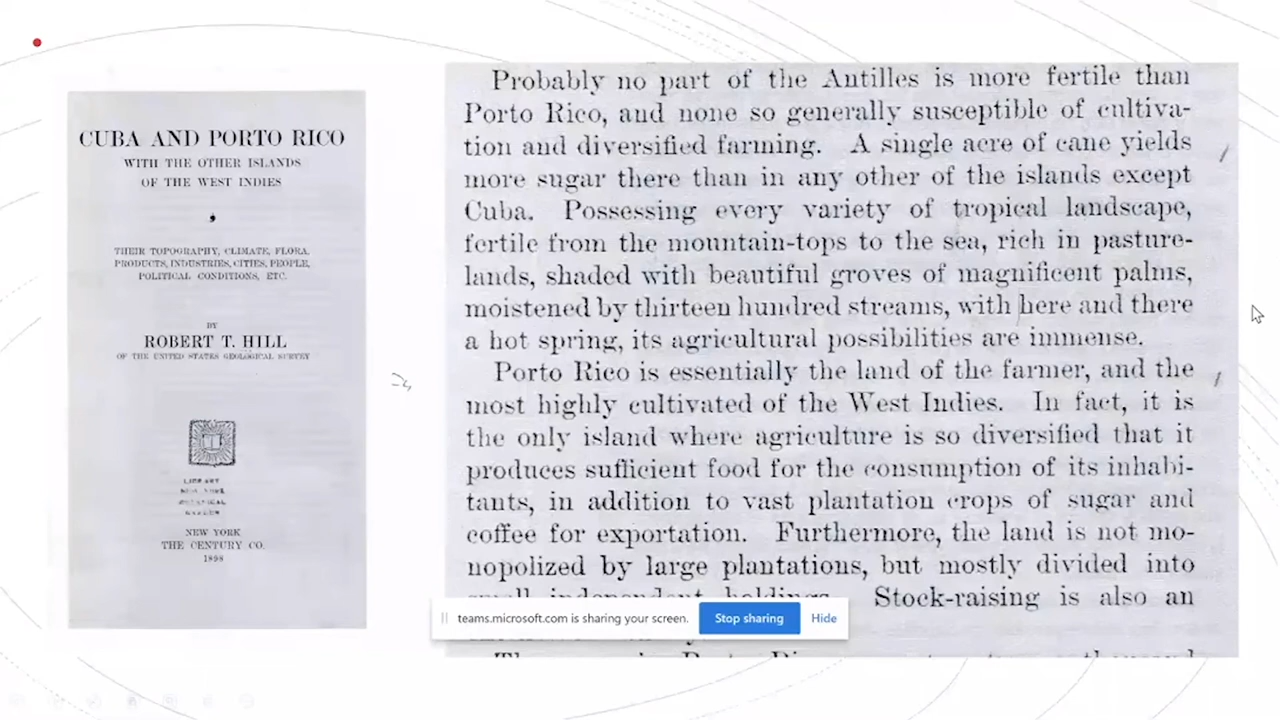 CUBA AND PORTO RICO
WITH THE OTHER ISLANDS
OF THE WEST INDIES
THEIR TOPOGRAPHY, CLIMATE, FLORA,
PRODUCTS, INDUSTRIES, CITIES, PEOPLE,
POLITICAL CONDITIONS, ETC.
BY
ROBERT T. HILL
OF THE UNITED STATES GEOLOGICAL SURVEY
LIBRARY
NEW YORK
NEW YORK
THE CENTURY CO.
1898
Probably no part of the Antilles is more fertile than
Porto Rico, and none so generally susceptible of cultiva-
tion and diversified farming. A single acre of cane yields
more sugar there than in any other of the islands except
Cuba. Possessing every variety of tropical landscape,
fertile from the mountain-tops to the sea, rich in pasture-
lands, shaded with beautiful groves of magnificent palms,
moistened by thirteen hundred streams, with here and there
a hot spring, its agricultural possibilities are immense.
Porto Rico is essentially the land of the farmer, and the
most highly cultivated of the West Indies. In fact, it is
the only island where agriculture is so diversified that it
produces sufficient food for the consumption of its inhabi-
tants, in addition to vast plantation crops of sugar and
coffee for exportation. Furthermore, the land is not mo-
nopolized by large plantations, but mostly divided into
small independent holdings. Stock-raising is also an
teams.microsoft.com is sharing your screen. Stop sharing Hide